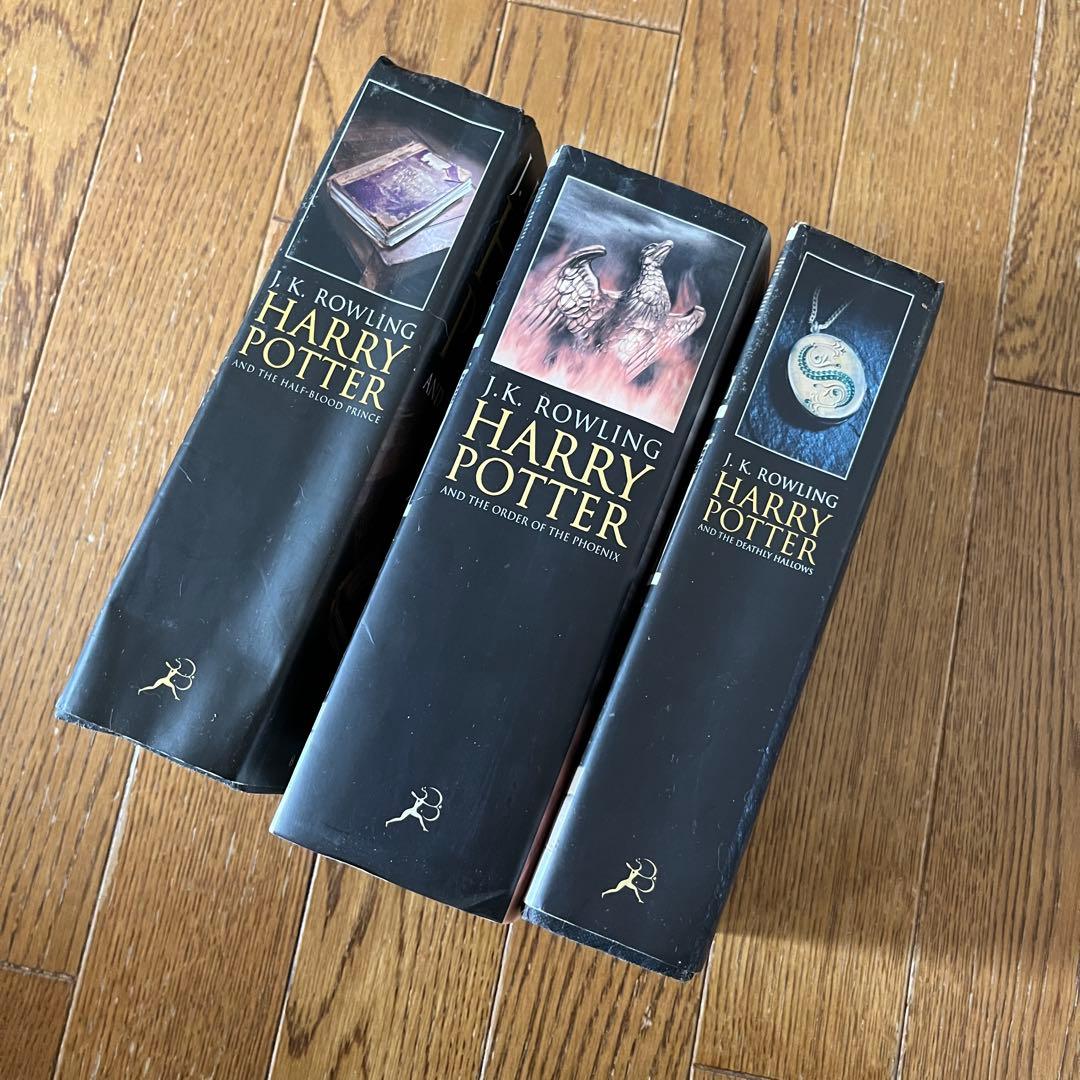 J. K. ROWLING
HARRY
POTTER
AND THE HALF-BLOOD PRINCE
J.K. ROWLING
HARRY
POTTER
AND THE ORDER OF THE PHOENIX
J. K. ROWLING
HARRY
POTTER
AND THE DEATHLY HALLOWS